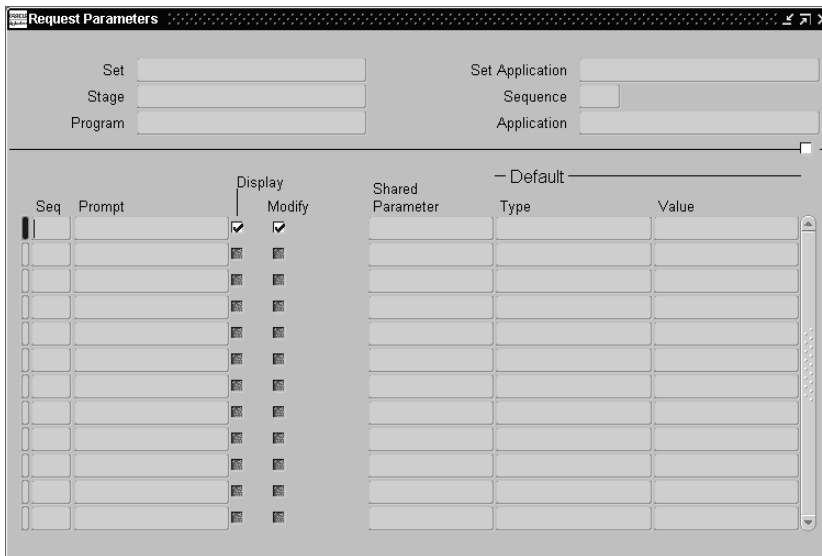 Request Parameters
Set
Set Application
Stage
Sequence
Program
Application
Display
Default
Shared
Seq Prompt Modify Parameter Type Value